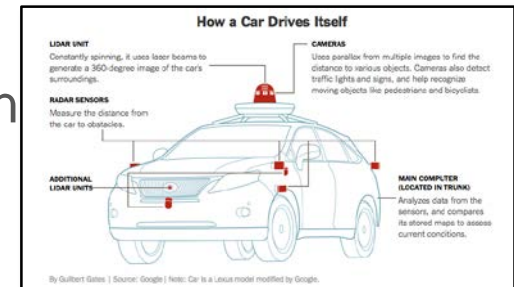 How a Car Drives Itself
LIDAR UNIT
Constantly spinning, it uses laser beams to
generate a 360-degree image of the car's
surroundings.
CAMERAS
Uses parallax from multiple images to find the
distance to various objects. Cameras also detect
traffic lights and signs, and help recognize
moving objects like pedestrians and bicyclists.
RADAR SENSORS
Measure the distance from
the car to obstacles.
ADDITIONAL
LIDAR UNITS
MAIN COMPUTER
(LOCATED IN TRUNK)
Analyzes data from the
sensors, and compares
its stored maps to assess
current conditions.
By Guilbert Gates | Source: Google | Note: Car is a Lexus model modified by Google.